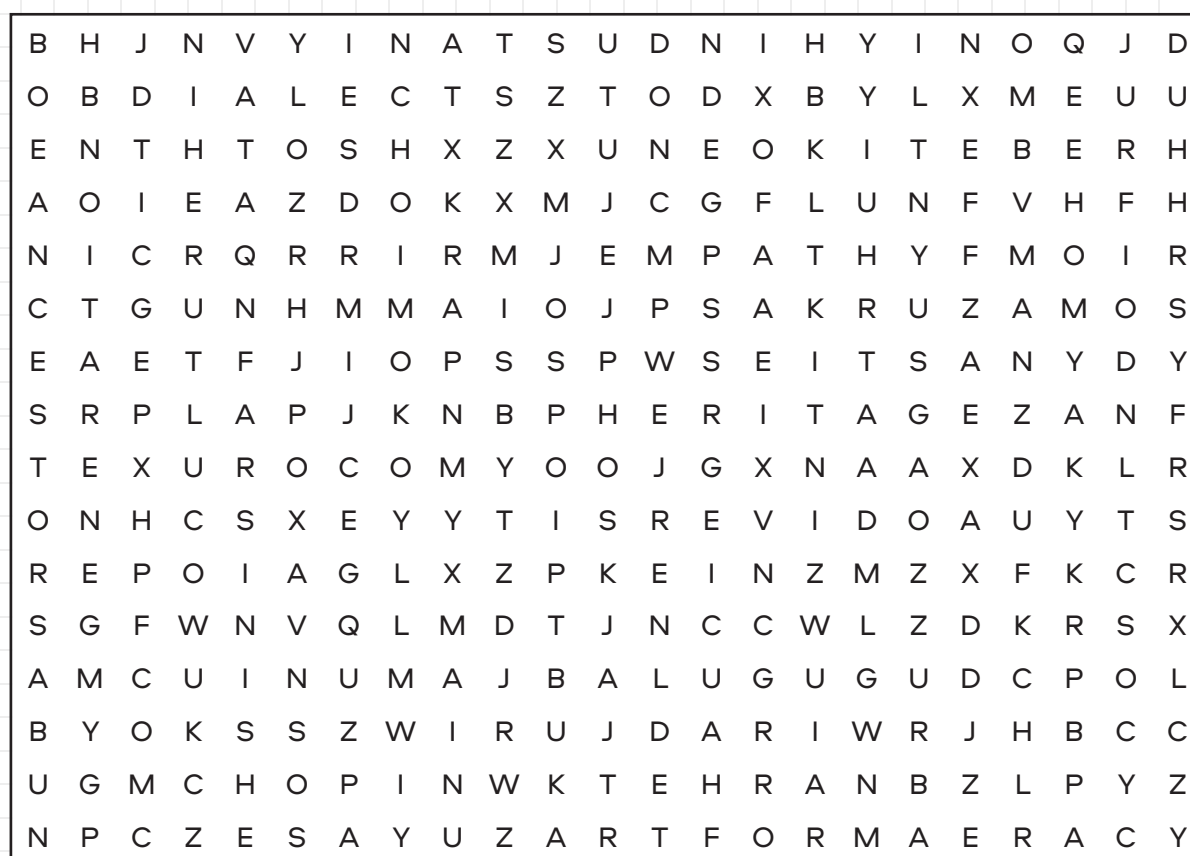 B H J N V Y I N A T S U D N I H Y I N O Q J D
O B D I A L E C T S Z T O D X B Y L X M E U U
E N T H T O S H X Z X U N E O K I T E B E R H
A O I E A Z D O K X M J C G F L U N F V H F H
N I C R Q R R I R M J E M P A T H Y F M O I R
C T G U N H M M A I O J P S A K R U Z A M O S
E A E T F J I O P S S P W S E I T S A N Y D Y
S R P L A P J K N B P H E R I T A G E Z A N F
T E X U R O C O M Y O O J G X N A A X D K L R
O N H C S X E Y Y T I S R E V I D O A U Y T S
R E P O I A G L X Z P K E I N Z M Z X F K C R
S G F W N V Q L M D T J N C C W L Z D K R S X
A M C U I N U M A J B A L U G U G U D C P O L
B Y O K S S Z W I R U J D A R I W R J H B C C
U G M C H O P I N W K T E H R A N B Z L P Y Z
N P C Z E S A Y U Z A R T F O R M A E R A C Y